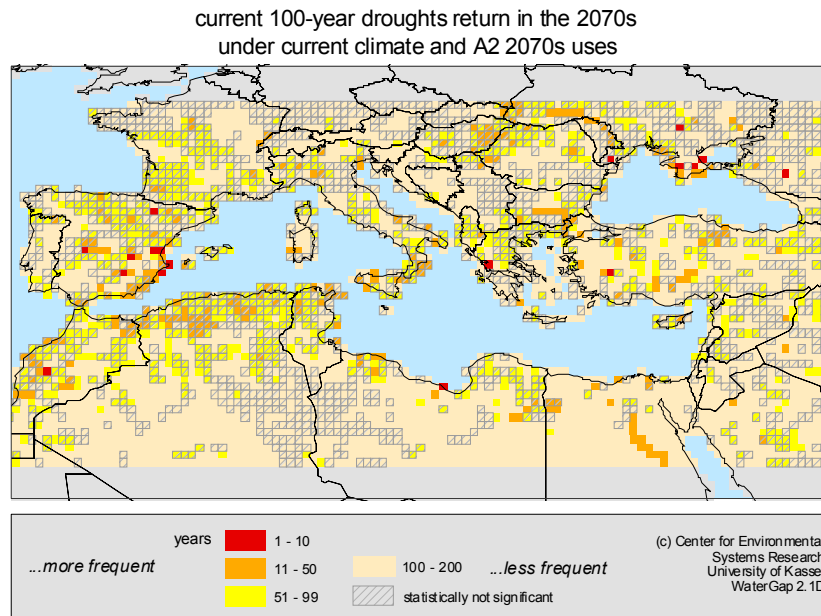 current 100-year droughts return in the 2070s
under current climate and A2 2070s uses
years
1 - 10
...more frequent
11 - 50
100 - 200
...less frequent
51 - 99
statistically not significant
(c) Center for Environmenta
Systems Research
University of Kasse
WaterGap 2.1D